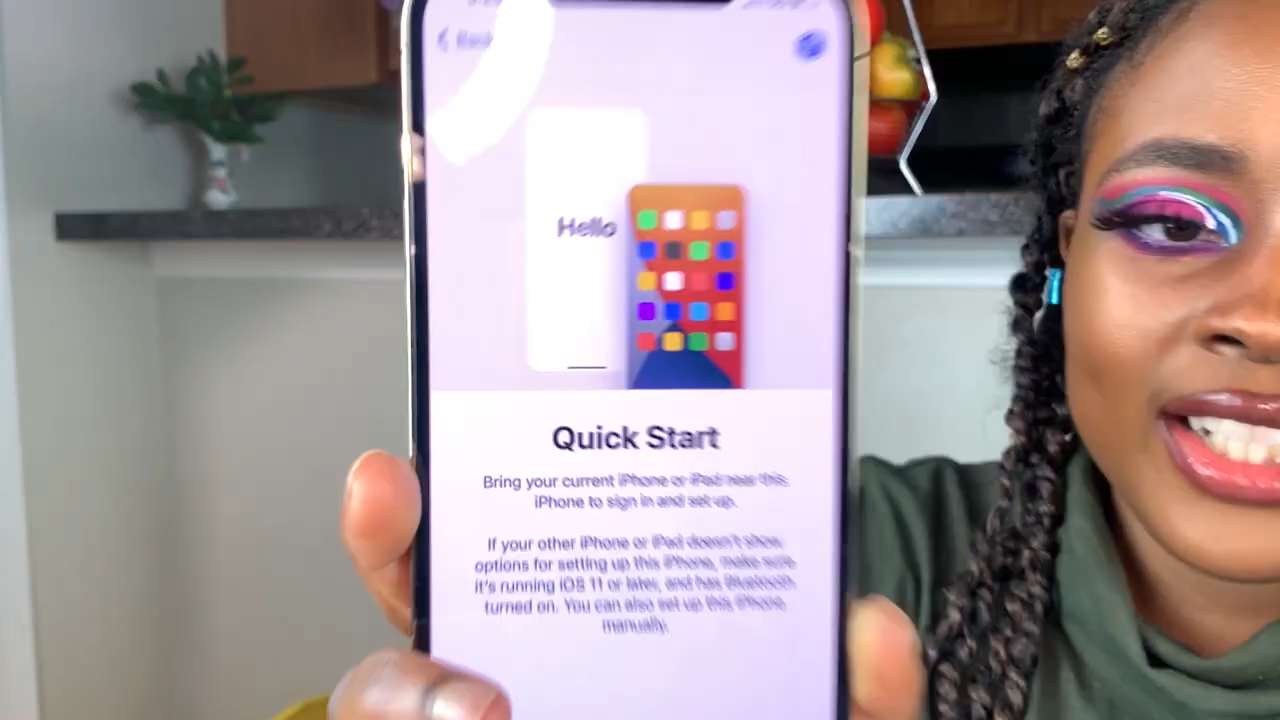 Back
Hello
Quick Start
Bring your current iPhone or iPad near this
iPhone to sign in and set up.
If your other iPhone or iPad doesn't show
options for setting up this iPhone, make sure
it's running iOS 11 or later, and has Bluetooth
turned on. You can also set up this iPhone
manually.